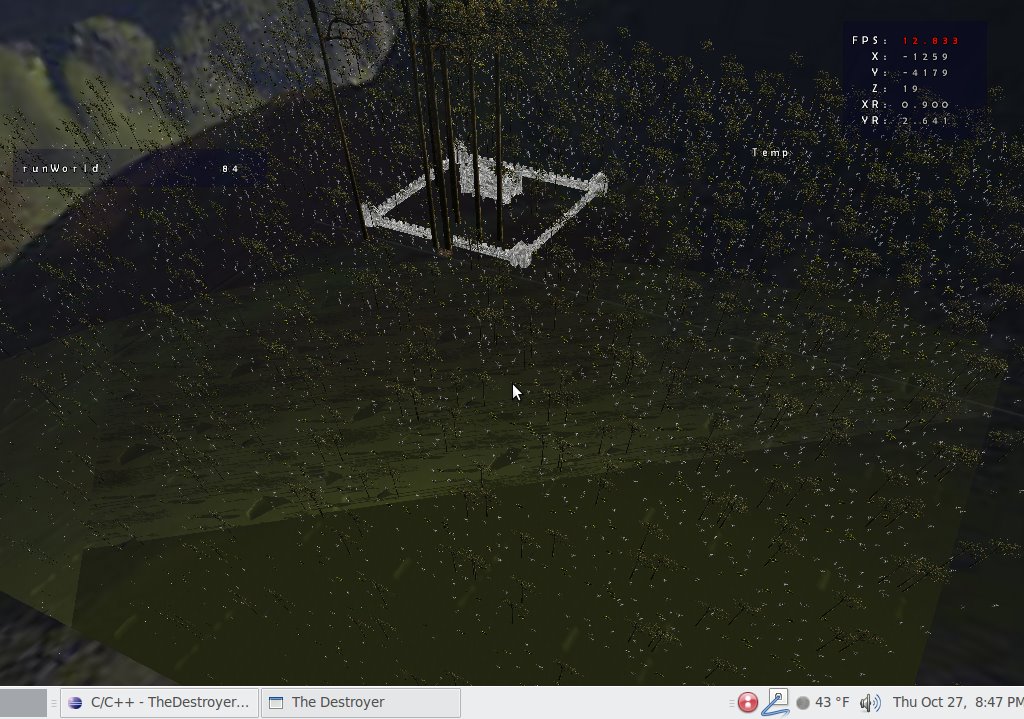 FPS: 12.833
X: -1259
Y: -4179
Z: 19
XR: 0.900
YR: 2.641
Temp
runWorld 84
C/C++ - TheDestroyer...
The Destroyer
43 °F
Thu Oct 27, 8:47 PM